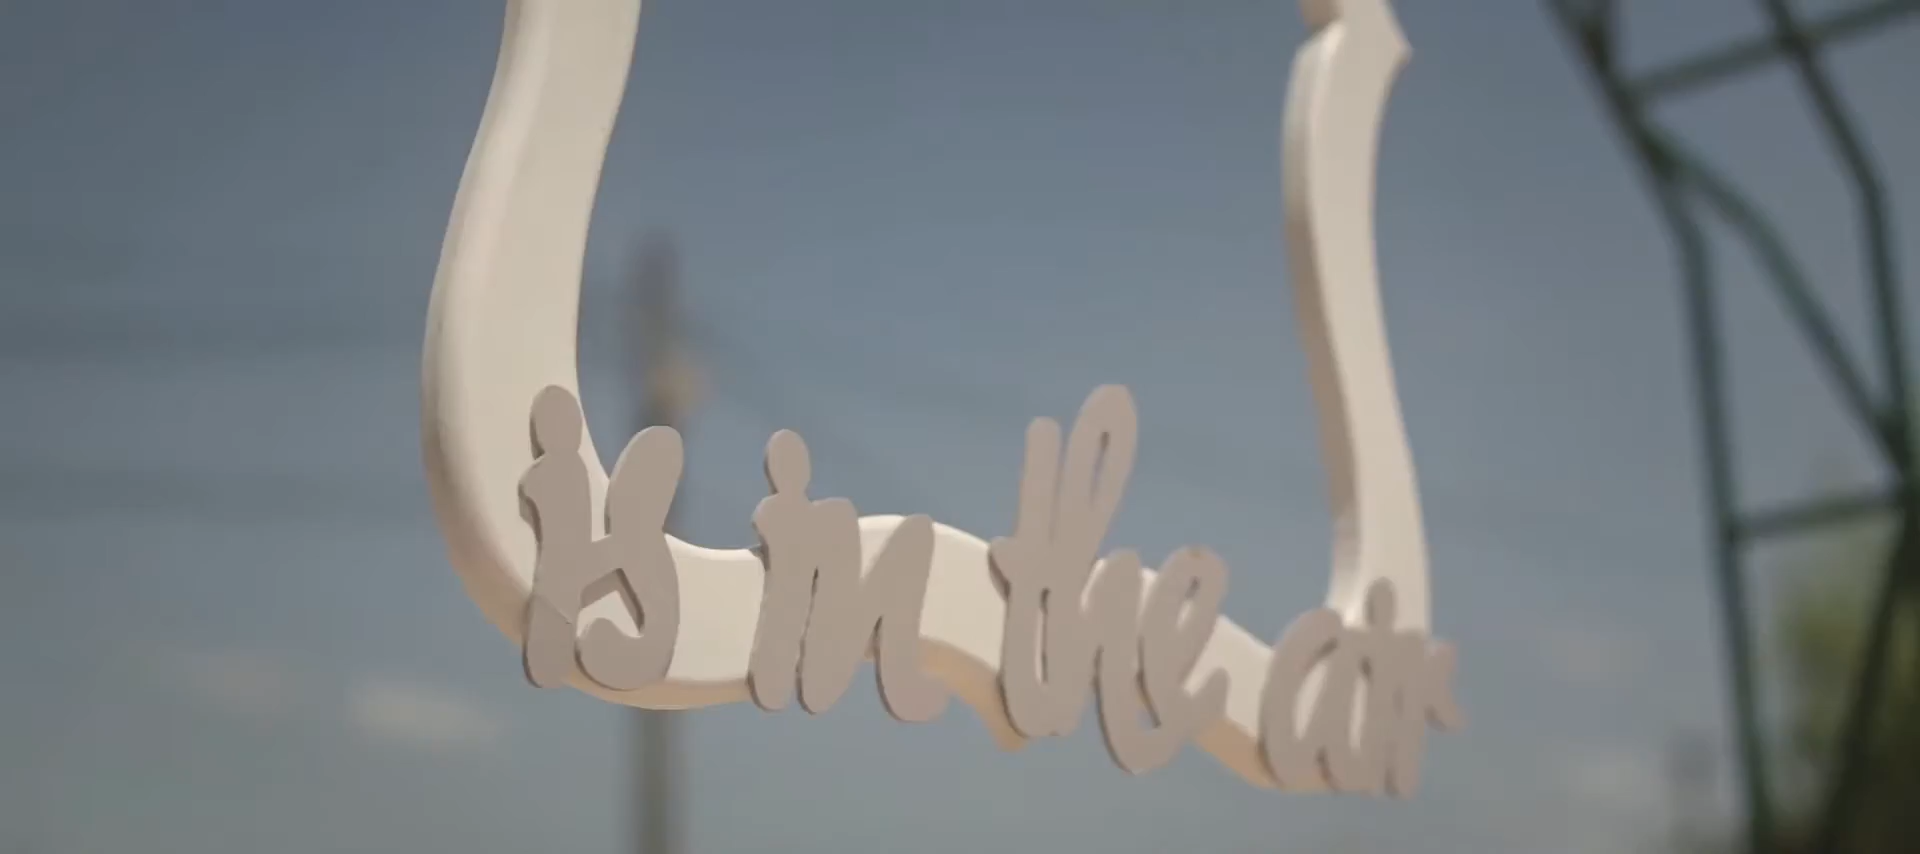 is in the air